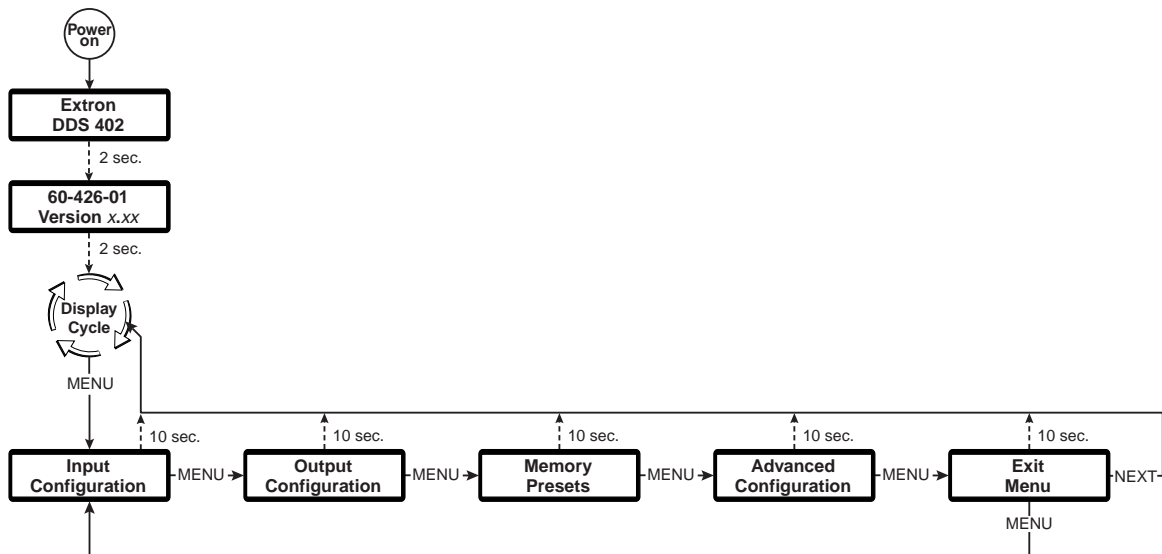 Power
on
Extron
DDS 402
2 sec.
60-426-01
Version x.xx
2 sec.
Display
Cycle
MENU
10 sec.
10 sec.
10 sec.
10 sec.
10 sec.
Input
Configuration
MENU
Output
Configuration
MENU
Memory
Presets
MENU
Advanced
Configuration
MENU
Exit
Menu
NEXT
MENU